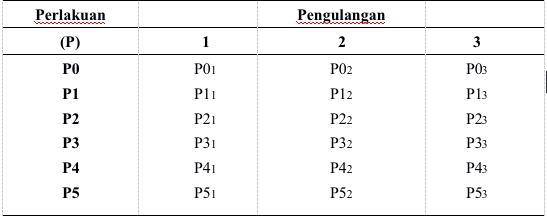 Perlakuan Pengulangan
(P) 1 2 3
P0 P01 P02 P03
P1 P11 P12 P13
P2 P21 P22 P23
P3 P31 P32 P33
P4 P41 P42 P43
P5 P51 P52 P53